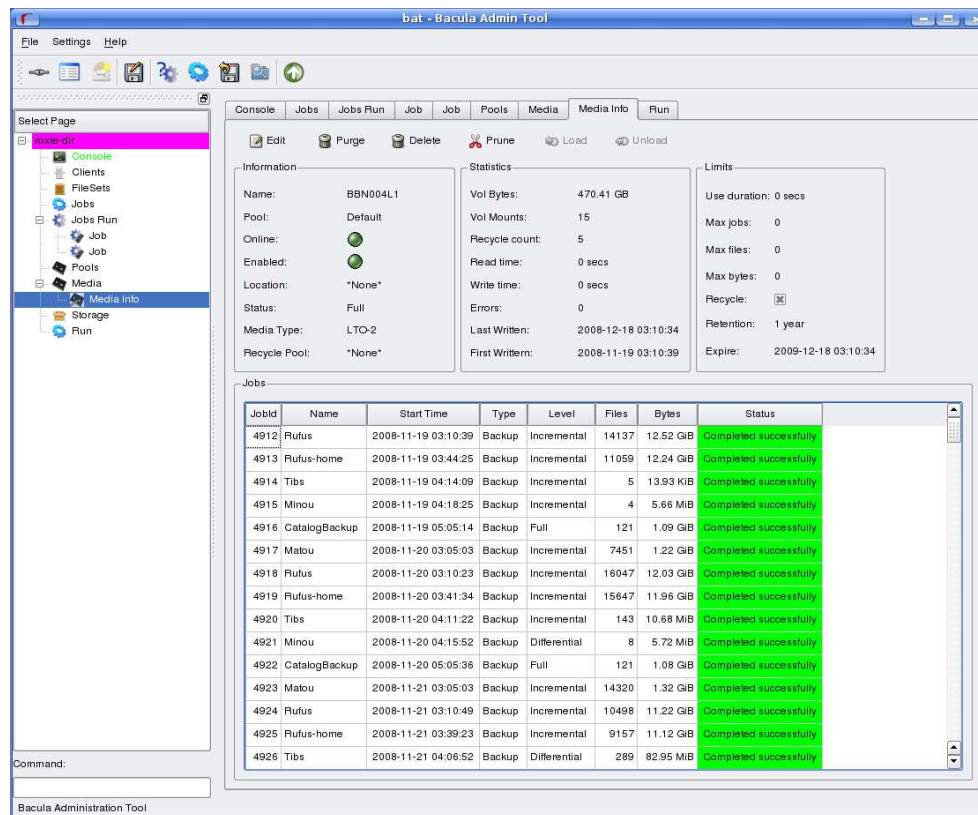 bat - Bacula Admin Tool
File Settings Help
Select Page
roxie-dir
Console
Clients
FileSets
Jobs
Jobs Run
Job
Job
Pools
Media
Media Info
Storage
Run
Command:
Bacula Administration Tool
Console Jobs Jobs Run Job Job Pools Media Media Info Run
Edit Purge Delete Prune Load Unload
Information
Name: BBN004L1
Pool: Default
Online:
Enabled:
Location: *None*
Status: Full
Media Type: LTO-2
Recycle Pool: *None*
Statistics
Vol Bytes: 470.41 GB
Vol Mounts: 15
Recycle count: 5
Read time: 0 secs
Write time: 0 secs
Errors: 0
Last Written: 2008-12-18 03:10:34
First Writtern: 2008-11-19 03:10:39
Limits
Use duration: 0 secs
Max jobs: 0
Max files: 0
Max bytes: 0
Recycle:
Retention: 1 year
Expire: 2009-12-18 03:10:34
Jobs
JobId Name Start Time Type Level Files Bytes Status
4912 Rufus 2008-11-19 03:10:39 Backup Incremental 14137 12.52 GiB Completed successfully
4913 Rufus-home 2008-11-19 03:44:25 Backup Incremental 11059 12.24 GiB Completed successfully
4914 Tibs 2008-11-19 04:14:09 Backup Incremental 5 13.93 KiB Completed successfully
4915 Minou 2008-11-19 04:18:25 Backup Incremental 4 5.66 MiB Completed successfully
4916 CatalogBackup 2008-11-19 05:05:14 Backup Full 121 1.09 GiB Completed successfully
4917 Matou 2008-11-20 03:05:03 Backup Incremental 7451 1.22 GiB Completed successfully
4918 Rufus 2008-11-20 03:10:23 Backup Incremental 16047 12.03 GiB Completed successfully
4919 Rufus-home 2008-11-20 03:41:34 Backup Incremental 15647 11.96 GiB Completed successfully
4920 Tibs 2008-11-20 04:11:22 Backup Incremental 143 10.68 MiB Completed successfully
4921 Minou 2008-11-20 04:15:52 Backup Differential 8 5.72 MiB Completed successfully
4922 CatalogBackup 2008-11-20 05:05:36 Backup Full 121 1.08 GiB Completed successfully
4923 Matou 2008-11-21 03:05:03 Backup Incremental 14320 1.32 GiB Completed successfully
4924 Rufus 2008-11-21 03:10:49 Backup Incremental 10498 11.22 GiB Completed successfully
4925 Rufus-home 2008-11-21 03:39:23 Backup Incremental 9157 11.12 GiB Completed successfully
4926 Tibs 2008-11-21 04:06:52 Backup Differential 289 82.95 MiB Completed successfully